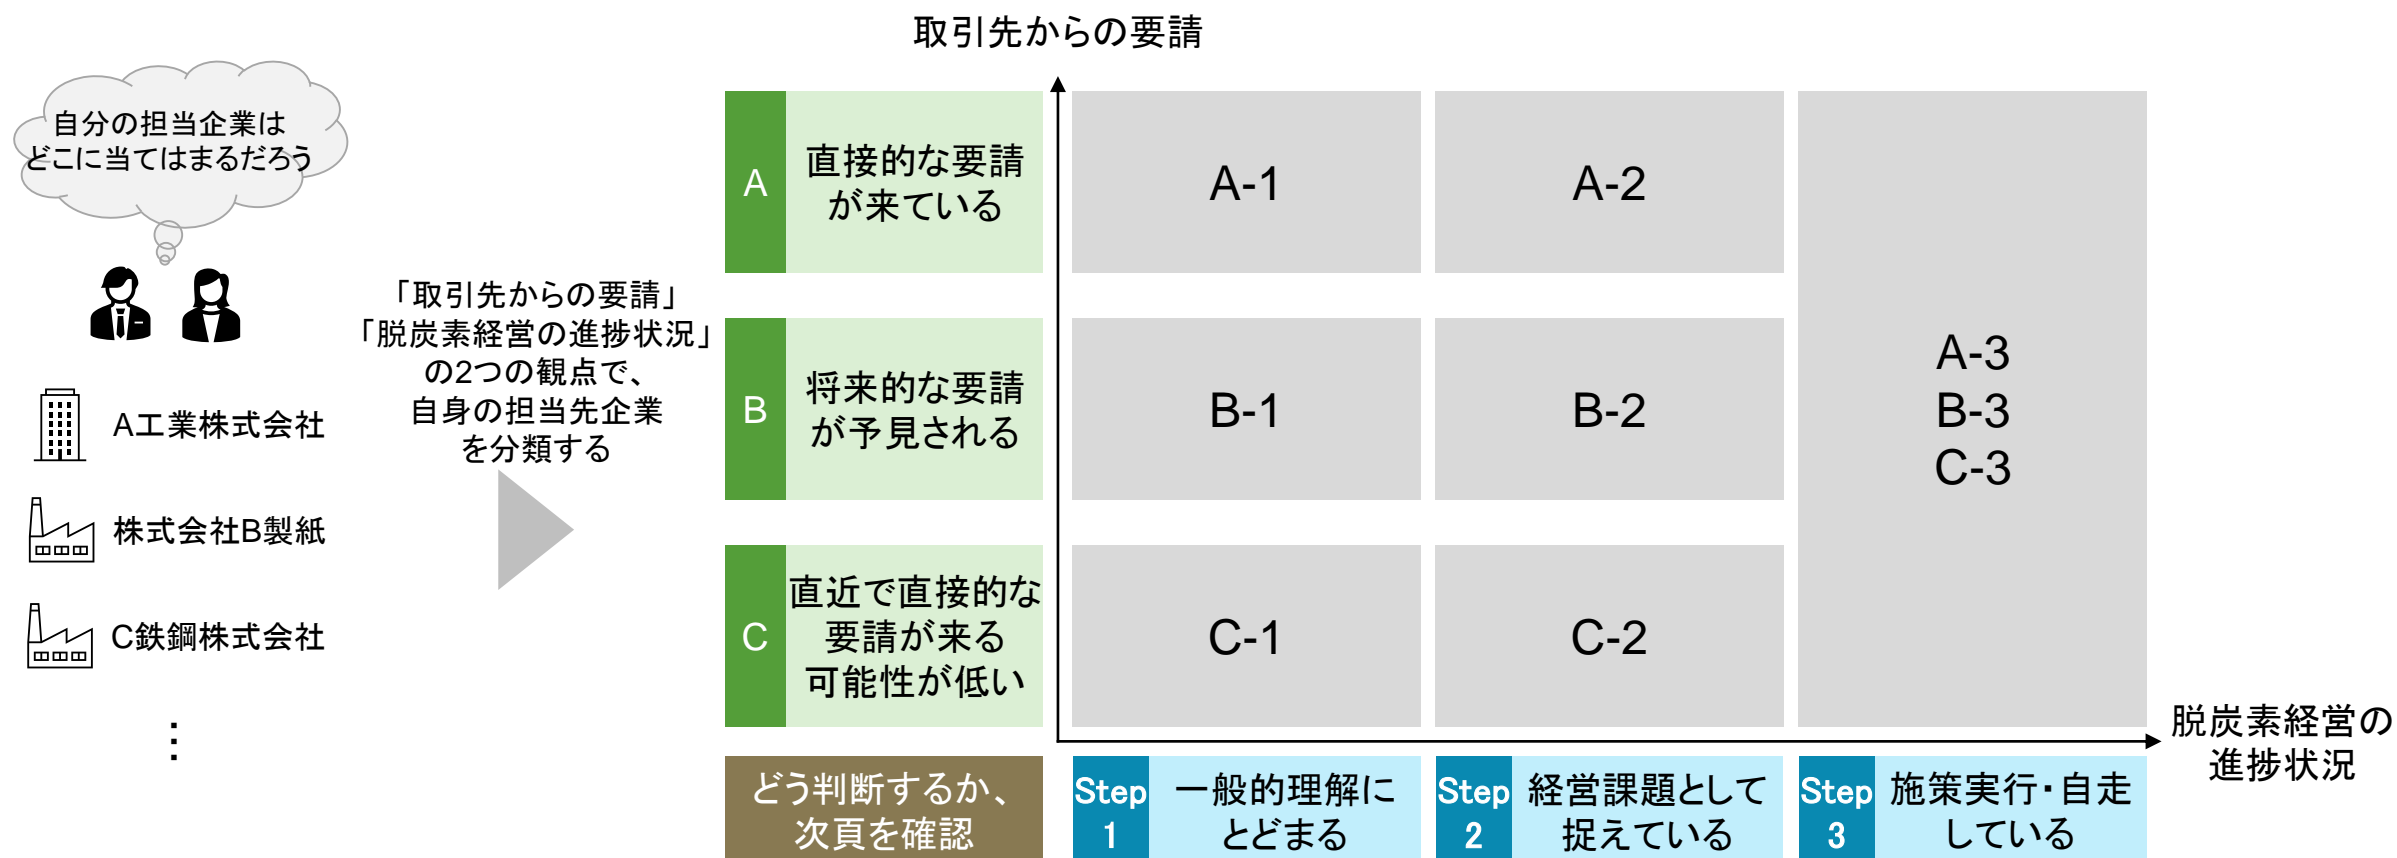 取引先からの要請
自分の担当企業は
どこに当てはまるだろう
A工業株式会社
株式会社B製紙
C鉄鋼株式会社
⋮
「取引先からの要請」
「脱炭素経営の進捗状況」
の2つの観点で、
自身の担当先企業
を分類する
A
直接的な要請
が来ている
A-1
A-2
B
将来的な要請
が予見される
B-1
B-2
A-3
B-3
C-3
C
直近で直接的な
要請が来る
可能性が低い
C-1
C-2
脱炭素経営の
進捗状況
どう判断するか、
次頁を確認
Step
1
一般的理解に
とどまる
Step
2
経営課題として
捉えている
Step
3
施策実行・自走
している